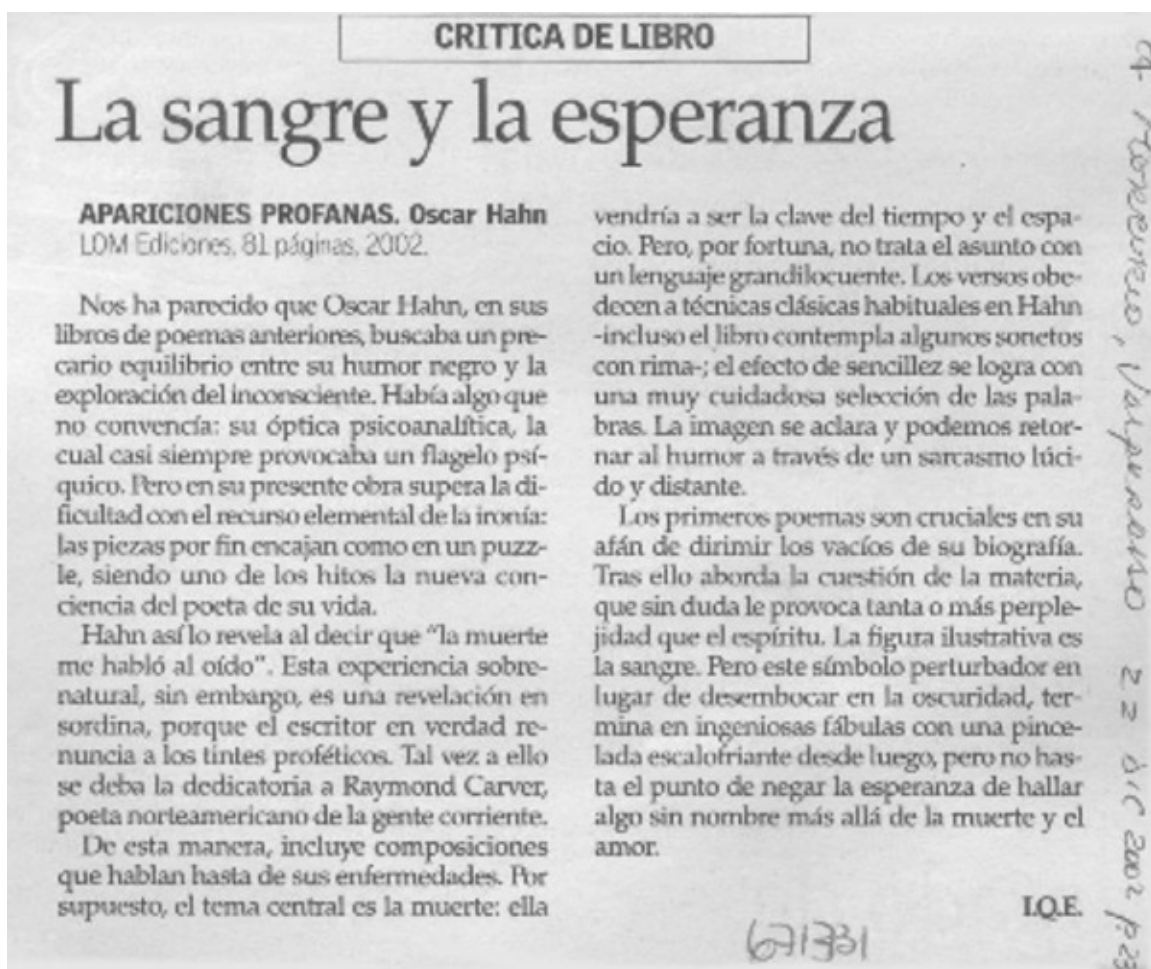 CRITICA DE LIBRO
La sangre y la esperanza
APARICIONES PROFANAS. Oscar Hahn
LOM Ediciones, 81 páginas, 2002.
Nos ha parecido que Oscar Hahn, en sus
libros de poemas anteriores, buscaba un pre-
cario equilibrio entre su humor negro y la
exploración del inconsciente. Había algo que
no convencía: su óptica psicoanalítica, la
cual casi siempre provocaba un flagelo psí-
quico. Pero en su presente obra supera la di-
ficultad con el recurso elemental de la ironía:
las piezas por fin encajan como en un puzz-
le, siendo uno de los hitos la nueva con-
ciencia del poeta de su vida.
Hahn así lo revela al decir que "la muerte
me habló al oído". Esta experiencia sobre-
natural, sin embargo, es una revelación en
sordina, porque el escritor en verdad re-
nuncia a los tintes proféticos. Tal vez a ello
se deba la dedicatoria a Raymond Carver,
poeta norteamericano de la gente corriente.
De esta manera, incluye composiciones
que hablan hasta de sus enfermedades. Por
supuesto, el tema central es la muerte: ella
vendría a ser la clave del tiempo y el espa-
cio. Pero, por fortuna, no trata el asunto con
un lenguaje grandilocuente. Los versos obe-
decen a técnicas clásicas habituales en Hahn
-incluso el libro contempla algunos sonetos
con rima-; el efecto de sencillez se logra con
una muy cuidadosa selección de las pala-
bras. La imagen se aclara y podemos retor-
nar al humor a través de un sarcasmo lúci-
do y distante.
Los primeros poemas son cruciales en su
afán de dirimir los vacíos de su biografía.
Tras ello aborda la cuestión de la materia,
que sin duda le provoca tanta o más perple-
jidad que el espíritu. La figura ilustrativa es
la sangre. Pero este símbolo perturbador en
lugar de desembocar en la oscuridad, ter-
mina en ingeniosas fábulas con una pince-
lada escalofriante desde luego, pero no has-
ta el punto de negar la esperanza de hallar
algo sin nombre más allá de la muerte y el
amor.
I.Q.E.
671331
Valparaíso 22 dic 2002 p. 23